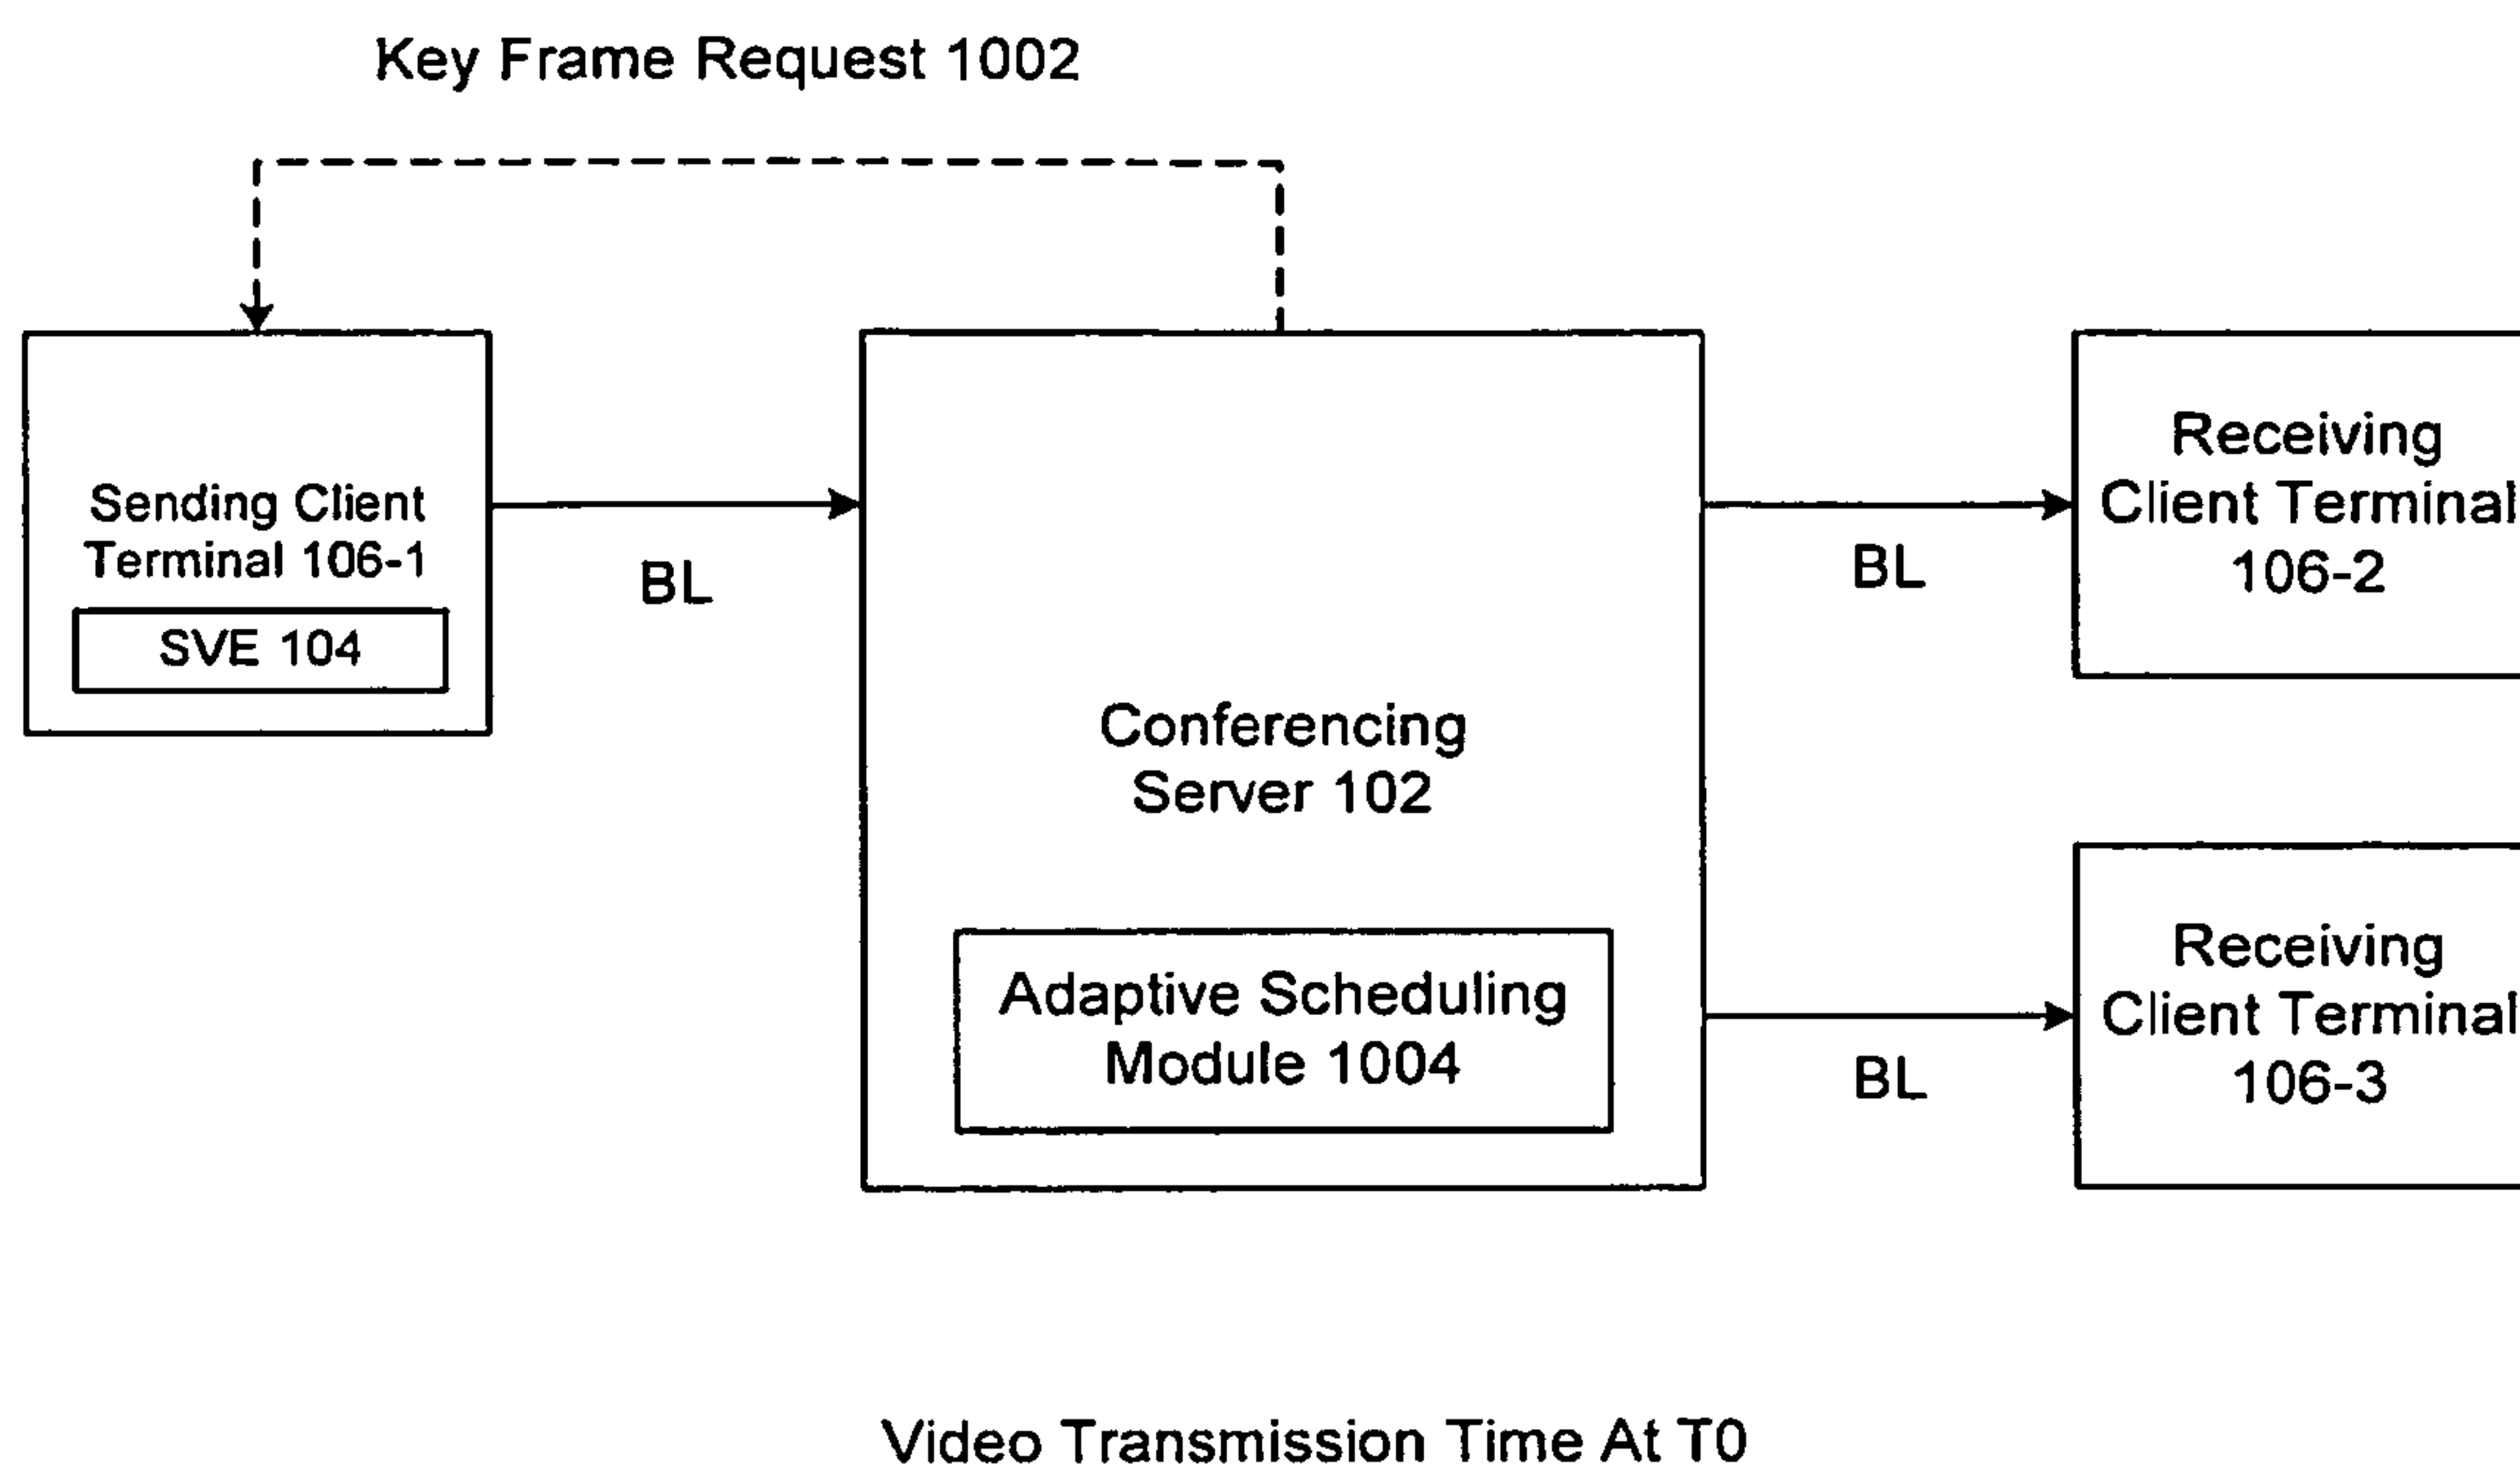 Key Frame Request 1002
Sending Client
Terminal 106-1
SVE 104
BL
Conferencing
Server 102
Adaptive Scheduling
Module 1004
BL
Receiving
Client Terminal
106-2
BL
Receiving
Client Terminal
106-3
Video Transmission Time At T0